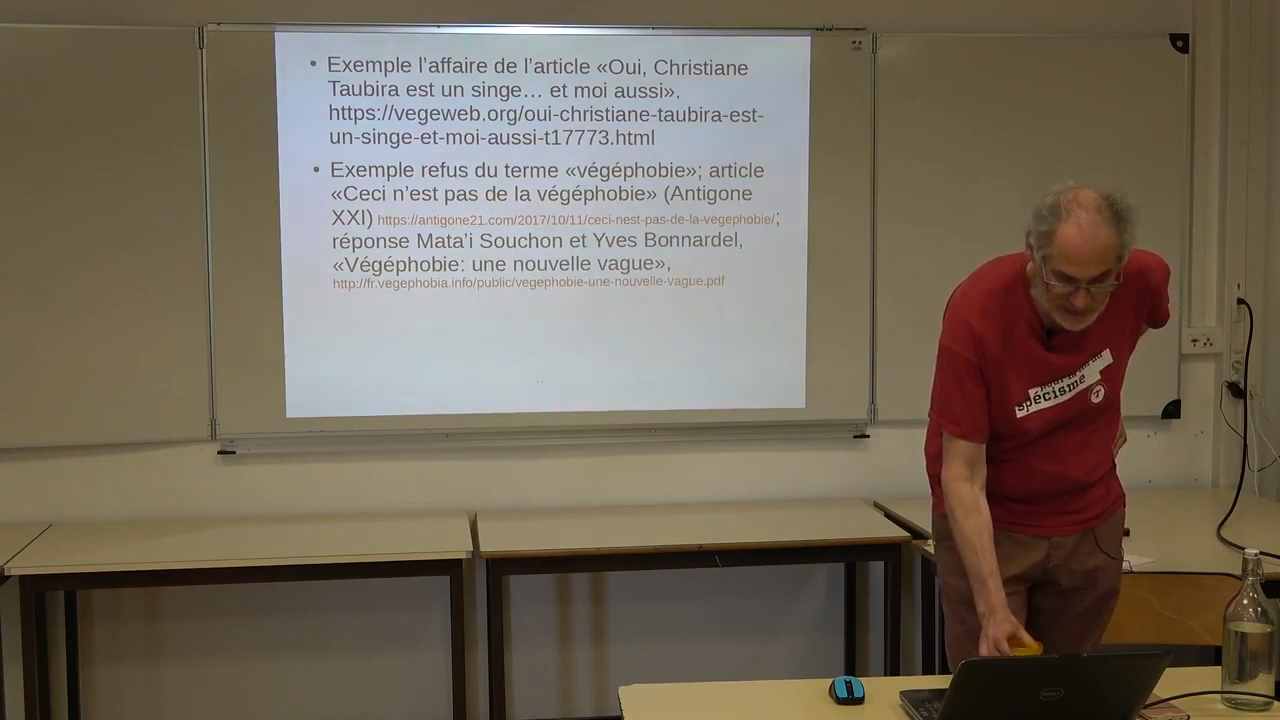 • Exemple l’affaire de l’article «Oui, Christiane
Taubira est un singe… et moi aussi».
https://vegeweb.org/oui-christiane-taubira-est-
un-singe-et-moi-aussi-t17773.html
• Exemple refus du terme «végéphobie»; article
«Ceci n’est pas de la végéphobie» (Antigone
XXI) https://antigone21.com/2017/10/11/ceci-nest-pas-de-la-vegephobie/;
réponse Mata’i Souchon et Yves Bonnardel,
«Végéphobie: une nouvelle vague»,
http://fr.vegephobia.info/public/vegephobie-une-nouvelle-vague.pdf
spécisme
DELL